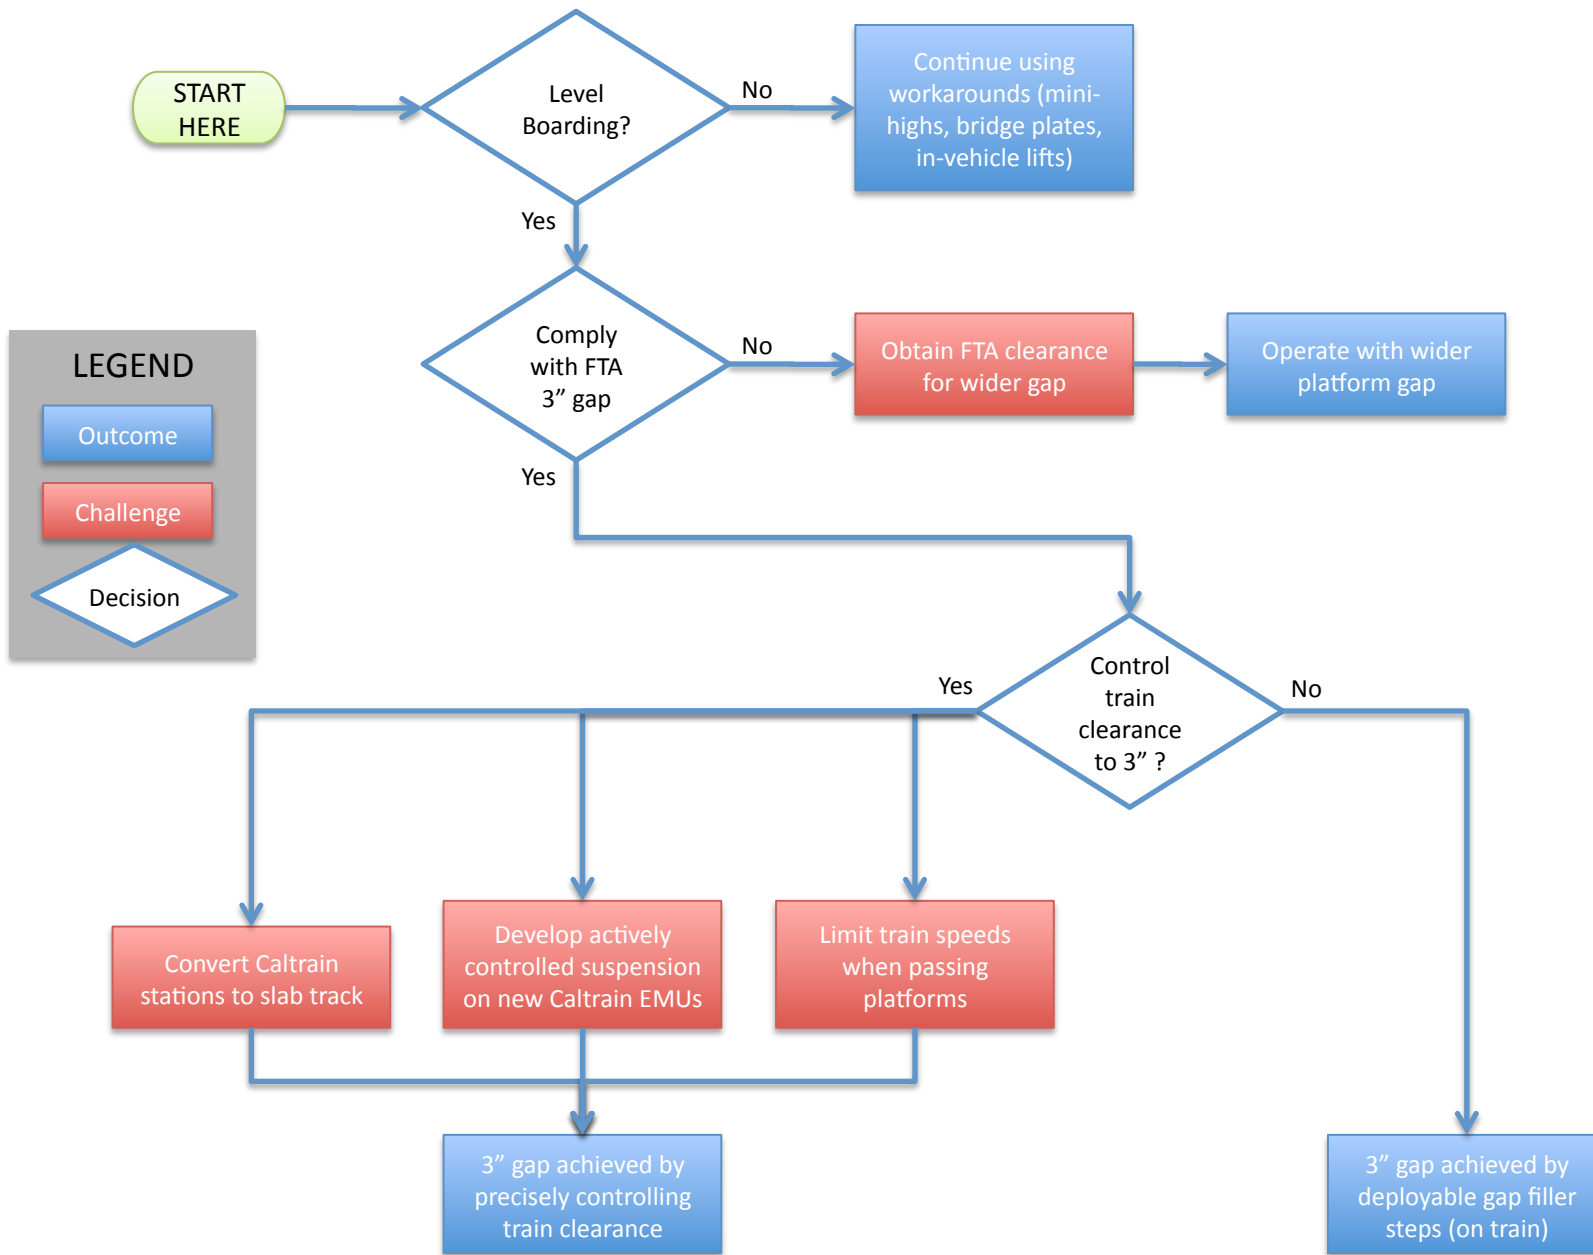 START
HERE
Level
Boarding?
No
Continue using
workarounds (mini-
highs, bridge plates,
in-vehicle lifts)
Yes
Comply
with FTA
3” gap
No
Obtain FTA clearance
for wider gap
Operate with wider
platform gap
Yes
LEGEND
Outcome
Challenge
Decision
Control
train
clearance
to 3” ?
Yes
No
Convert Caltrain
stations to slab track
Develop actively
controlled suspension
on new Caltrain EMUs
Limit train speeds
when passing
platforms
3” gap achieved by
precisely controlling
train clearance
3” gap achieved by
deployable gap filler
steps (on train)